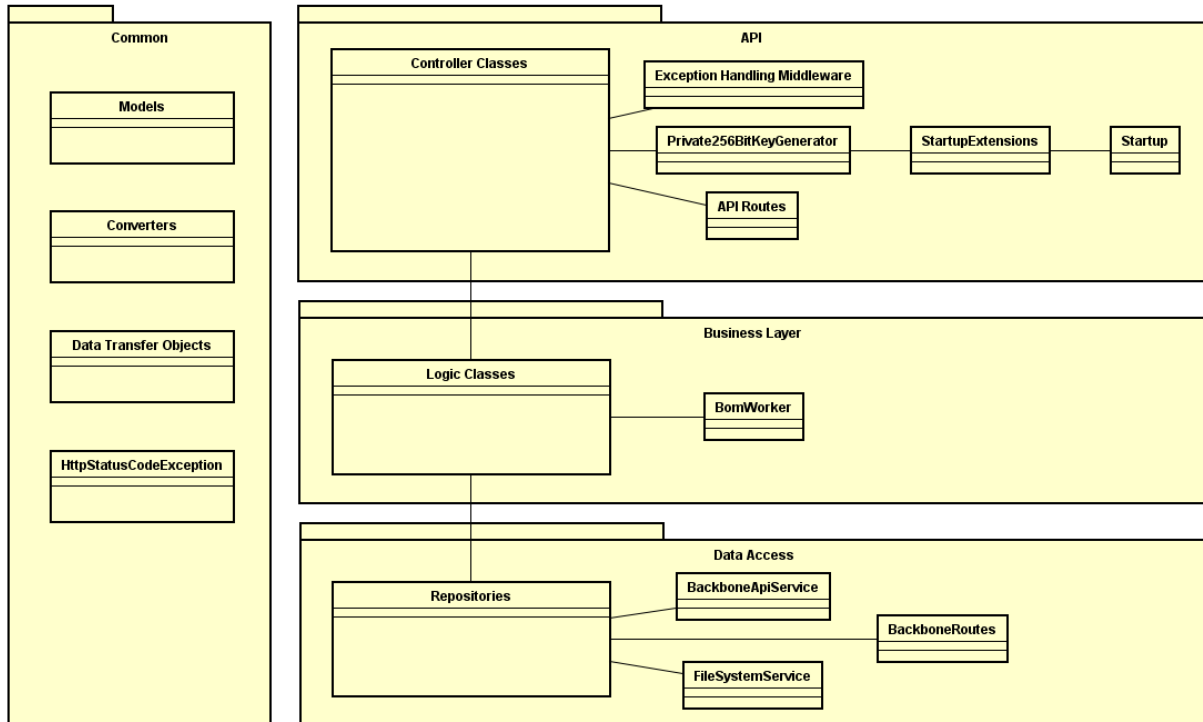 Common
Models
Converters
Data Transfer Objects
HttpStatusCodeException
API
Controller Classes
Exception Handling Middleware
Private256BitKeyGenerator
StartupExtensions
Startup
API Routes
Business Layer
Logic Classes
BomWorker
Data Access
Repositories
BackboneApiService
BackboneRoutes
FileSystemService